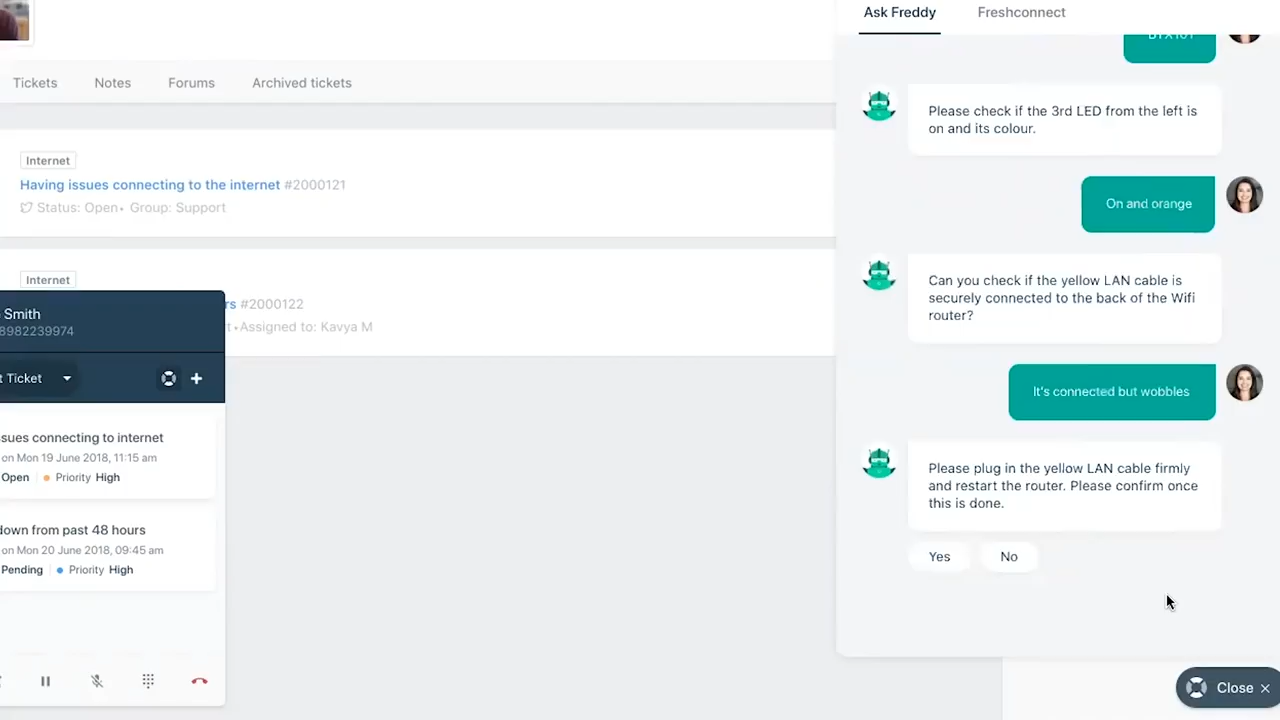 Ask Freddy
Freshconnect
BTX101
Tickets
Notes
Forums
Archived tickets
Please check if the 3rd LED from the left is
on and its colour.
Internet
Having issues connecting to the internet #2000121
Status: Open• Group: Support
On and orange
Can you check if the yellow LAN cable is
securely connected to the back of the Wifi
router?
Internet
rs #2000122
t •Assigned to: Kavya M
Smith
8982239974
t Ticket
It's connected but wobbles
sues connecting to internet
on Mon 19 June 2018, 11:15 am
Open
Priority High
Please plug in the yellow LAN cable firmly
and restart the router. Please confirm once
this is done.
down from past 48 hours
on Mon 20 June 2018, 09:45 am
Pending
Priority High
Yes
No
Close